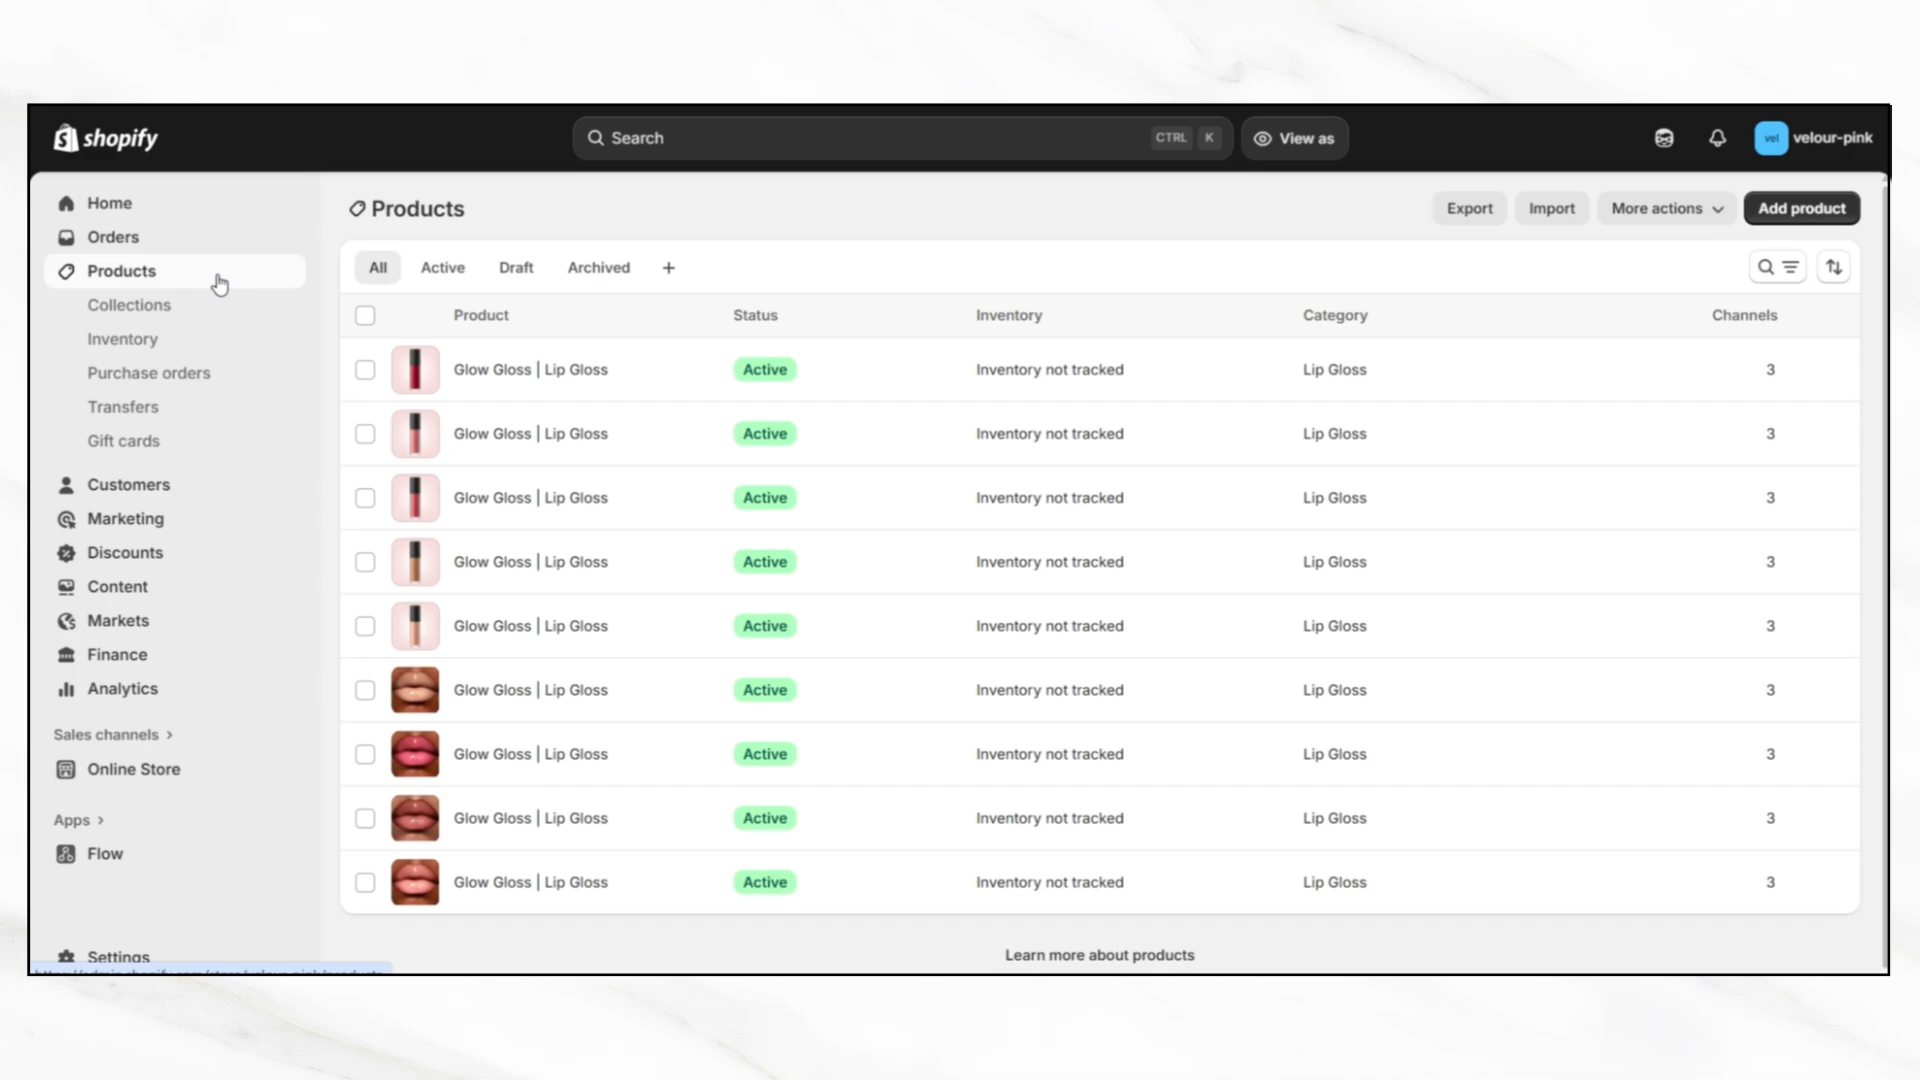 shopify
Search CTRL K
View as
vel velour-pink
Home
Orders
Products
Collections
Inventory
Purchase orders
Transfers
Gift cards
Customers
Marketing
Discounts
Content
Markets
Finance
Analytics
Sales channels
Online Store
Apps
Flow
Settings
Products
Export Import More actions Add product
All Active Draft Archived +
Product Status Inventory Category Channels
Glow Gloss | Lip Gloss Active Inventory not tracked Lip Gloss 3
Glow Gloss | Lip Gloss Active Inventory not tracked Lip Gloss 3
Glow Gloss | Lip Gloss Active Inventory not tracked Lip Gloss 3
Glow Gloss | Lip Gloss Active Inventory not tracked Lip Gloss 3
Glow Gloss | Lip Gloss Active Inventory not tracked Lip Gloss 3
Glow Gloss | Lip Gloss Active Inventory not tracked Lip Gloss 3
Glow Gloss | Lip Gloss Active Inventory not tracked Lip Gloss 3
Glow Gloss | Lip Gloss Active Inventory not tracked Lip Gloss 3
Glow Gloss | Lip Gloss Active Inventory not tracked Lip Gloss 3
Learn more about products